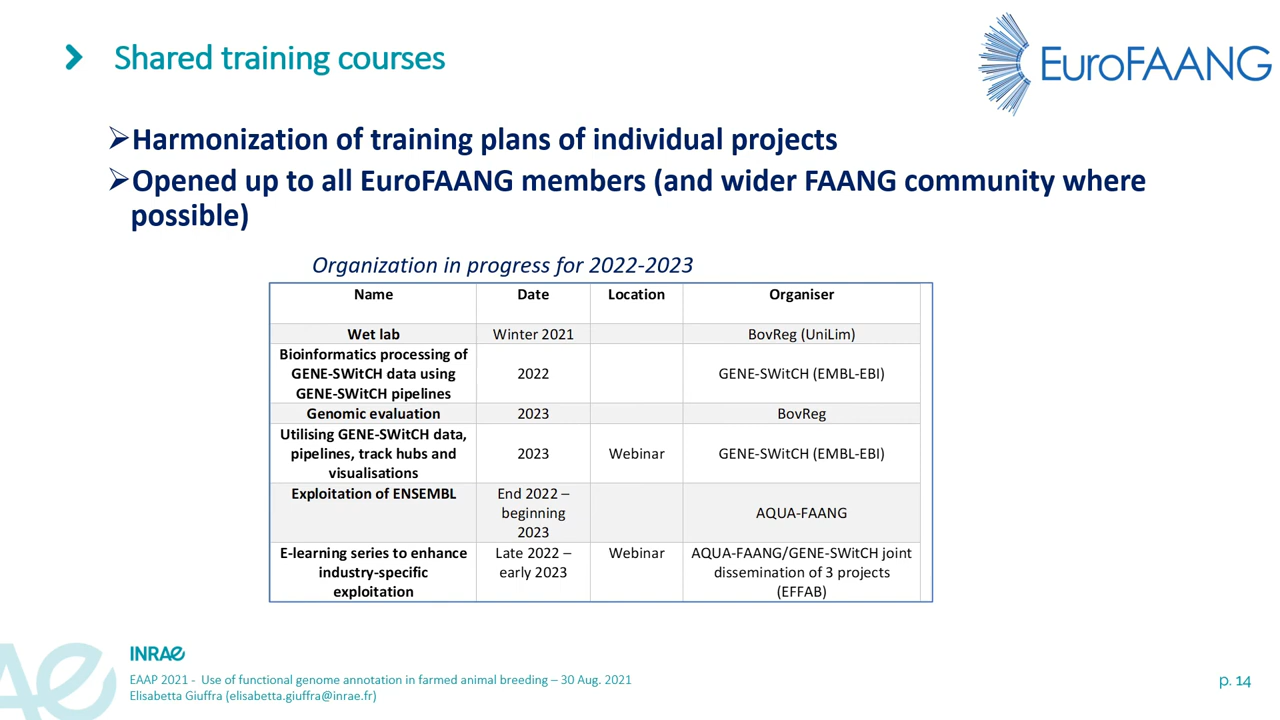 Shared training courses
EuroFAANG
➢Harmonization of training plans of individual projects
➢Opened up to all EuroFAANG members (and wider FAANG community where
possible)
Organization in progress for 2022-2023
Name Date Location Organiser
Wet lab Winter 2021 BovReg (UniLim)
Bioinformatics processing of
GENE-SWitCH data using 2022 GENE-SWitCH (EMBL-EBI)
GENE-SWitCH pipelines
Genomic evaluation 2023 BovReg
Utilising GENE-SWitCH data,
pipelines, track hubs and 2023 Webinar GENE-SWitCH (EMBL-EBI)
visualisations
Exploitation of ENSEMBL End 2022 –
beginning AQUA-FAANG
2023
E-learning series to enhance Late 2022 – Webinar AQUA-FAANG/GENE-SWitCH joint
industry-specific early 2023 dissemination of 3 projects
exploitation (EFFAB)
INRAE
EAAP 2021 - Use of functional genome annotation in farmed animal breeding – 30 Aug. 2021
Elisabetta Giuffra (elisabetta.giuffra@inrae.fr)
p. 14